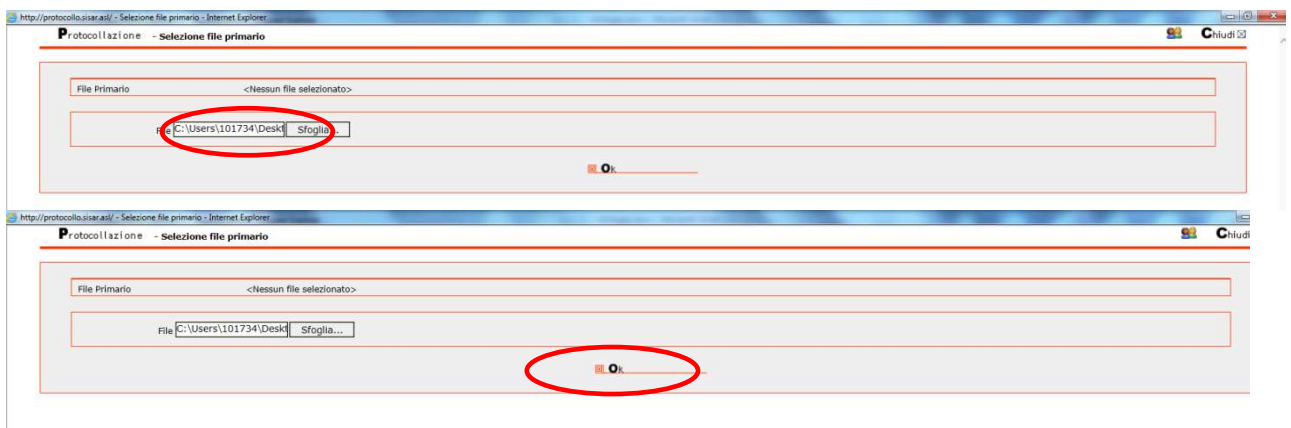 http://protocollo.sisar.asl/ - Selezione file primario - Internet Explorer
Protocollazione - Selezione file primario Chiudi
File Primario <Nessun file selezionato>
File C:\Users\101734\Deskt Sfoglia...
Ok
http://protocollo.sisar.asl/ - Selezione file primario - Internet Explorer
Protocollazione - Selezione file primario Chiudi
File Primario <Nessun file selezionato>
File C:\Users\101734\Deskt Sfoglia...
Ok